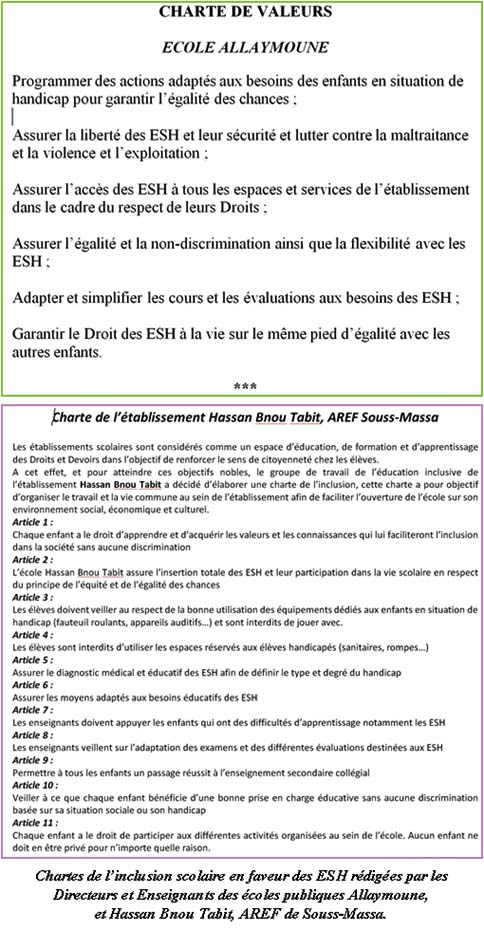 CHARTE DE VALEURS
ECOLE ALLAYMOUNE
Programmer des actions adaptés aux besoins des enfants en situation de
handicap pour garantir l'égalité des chances ;
Assurer la liberté des ESH et leur sécurité et lutter contre la maltraitance
et la violence et l'exploitation ;
Assurer l'accès des ESH à tous les espaces et services de l'établissement
dans le cadre du respect de leurs Droits ;
Assurer l'égalité et la non-discrimination ainsi que la flexibilité avec les
ESH ;
Adapter et simplifier les cours et les évaluations aux besoins des ESH ;
Garantir le Droit des ESH à la vie sur le même pied d'égalité avec les
autres enfants.
***
Charte de l'établissement Hassan Bnou Tabit, AREF Souss-Massa
Les établissements scolaires sont considérés comme un espace d'éducation, de formation et d'apprentissage
des Droits et Devoirs dans l'objectif de renforcer le sens de citoyenneté chez les élèves.
A cet effet, et pour atteindre ces objectifs nobles, le groupe de travail de l'éducation inclusive de
l'établissement Hassan Bnou Tabit a décidé d'élaborer une charte de l'inclusion, cette charte a pour objectif
d'organiser le travail et la vie commune au sein de l'établissement afin de faciliter l'ouverture de l'école sur son
environnement social, économique et culturel.
Article 1 :
Chaque enfant a le droit d'apprendre et d'acquérir les valeurs et les connaissances qui lui faciliteront l'inclusion
dans la société sans aucune discrimination
Article 2 :
L'école Hassan Bnou Tabit assure l'insertion totale des ESH et leur participation dans la vie scolaire en respect
du principe de l'équité et de l'égalité des chances
Article 3 :
Les élèves doivent veiller au respect de la bonne utilisation des équipements dédiés aux enfants en situation de
handicap (fauteuil roulants, appareils auditifs...) et sont interdits de jouer avec.
Article 4 :
Les élèves sont interdits d'utiliser les espaces réservés aux élèves handicapés (sanitaires, rompes...)
Article 5 :
Assurer le diagnostic médical et éducatif des ESH afin de définir le type et degré du handicap
Article 6 :
Assurer les moyens adaptés aux besoins éducatifs des ESH
Article 7 :
Les enseignants doivent appuyer les enfants qui ont des difficultés d'apprentissage notamment les ESH
Article 8 :
Les enseignants veillent sur l'adaptation des examens et des différentes évaluations destinées aux ESH
Article 9 :
Permettre à tous les enfants un passage réussit à l'enseignement secondaire collégial
Article 10 :
Veiller à ce que chaque enfant bénéficie d'une bonne prise en charge éducative sans aucune discrimination
basée sur sa situation sociale ou son handicap
Article 11 :
Chaque enfant a le droit de participer aux différentes activités organisées au sein de l'école. Aucun enfant ne
doit en être privé pour n'importe quelle raison.
Chartes de l'inclusion scolaire en faveur des ESH rédigées par les
Directeurs et Enseignants des écoles publiques Allaymoune,
et Hassan Bnou Tabit, AREF de Souss-Massa.